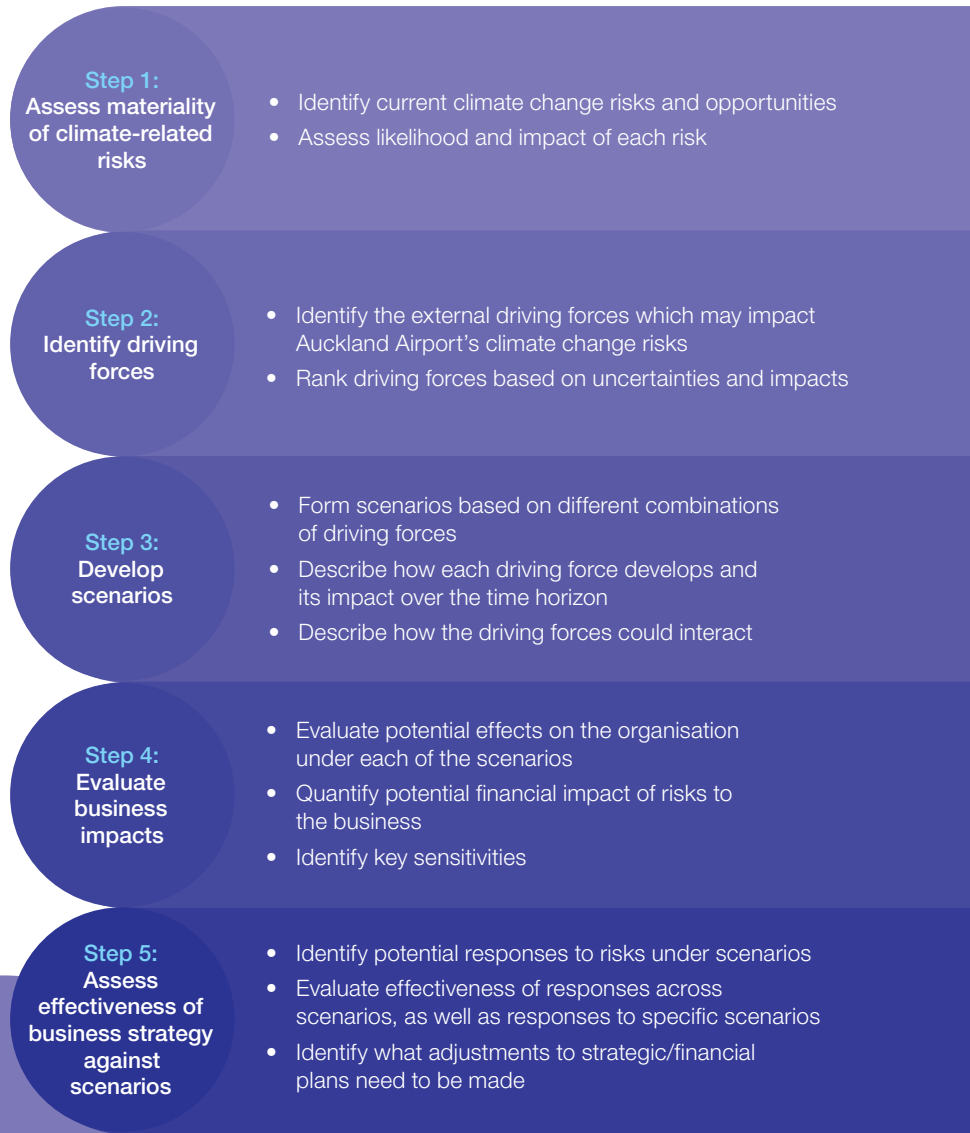 Step 1:
Assess materiality
of climate-related
risks
• Identify current climate change risks and opportunities
• Assess likelihood and impact of each risk
Step 2:
Identify driving
forces
• Identify the external driving forces which may impact
Auckland Airport's climate change risks
• Rank driving forces based on uncertainties and impacts
Step 3:
Develop
scenarios
• Form scenarios based on different combinations
of driving forces
• Describe how each driving force develops and
its impact over the time horizon
• Describe how the driving forces could interact
Step 4:
Evaluate
business
impacts
• Evaluate potential effects on the organisation
under each of the scenarios
• Quantify potential financial impact of risks to
the business
• Identify key sensitivities
Step 5:
Assess
effectiveness of
business strategy
against
scenarios
• Identify potential responses to risks under scenarios
• Evaluate effectiveness of responses across
scenarios, as well as responses to specific scenarios
• Identify what adjustments to strategic/financial
plans need to be made